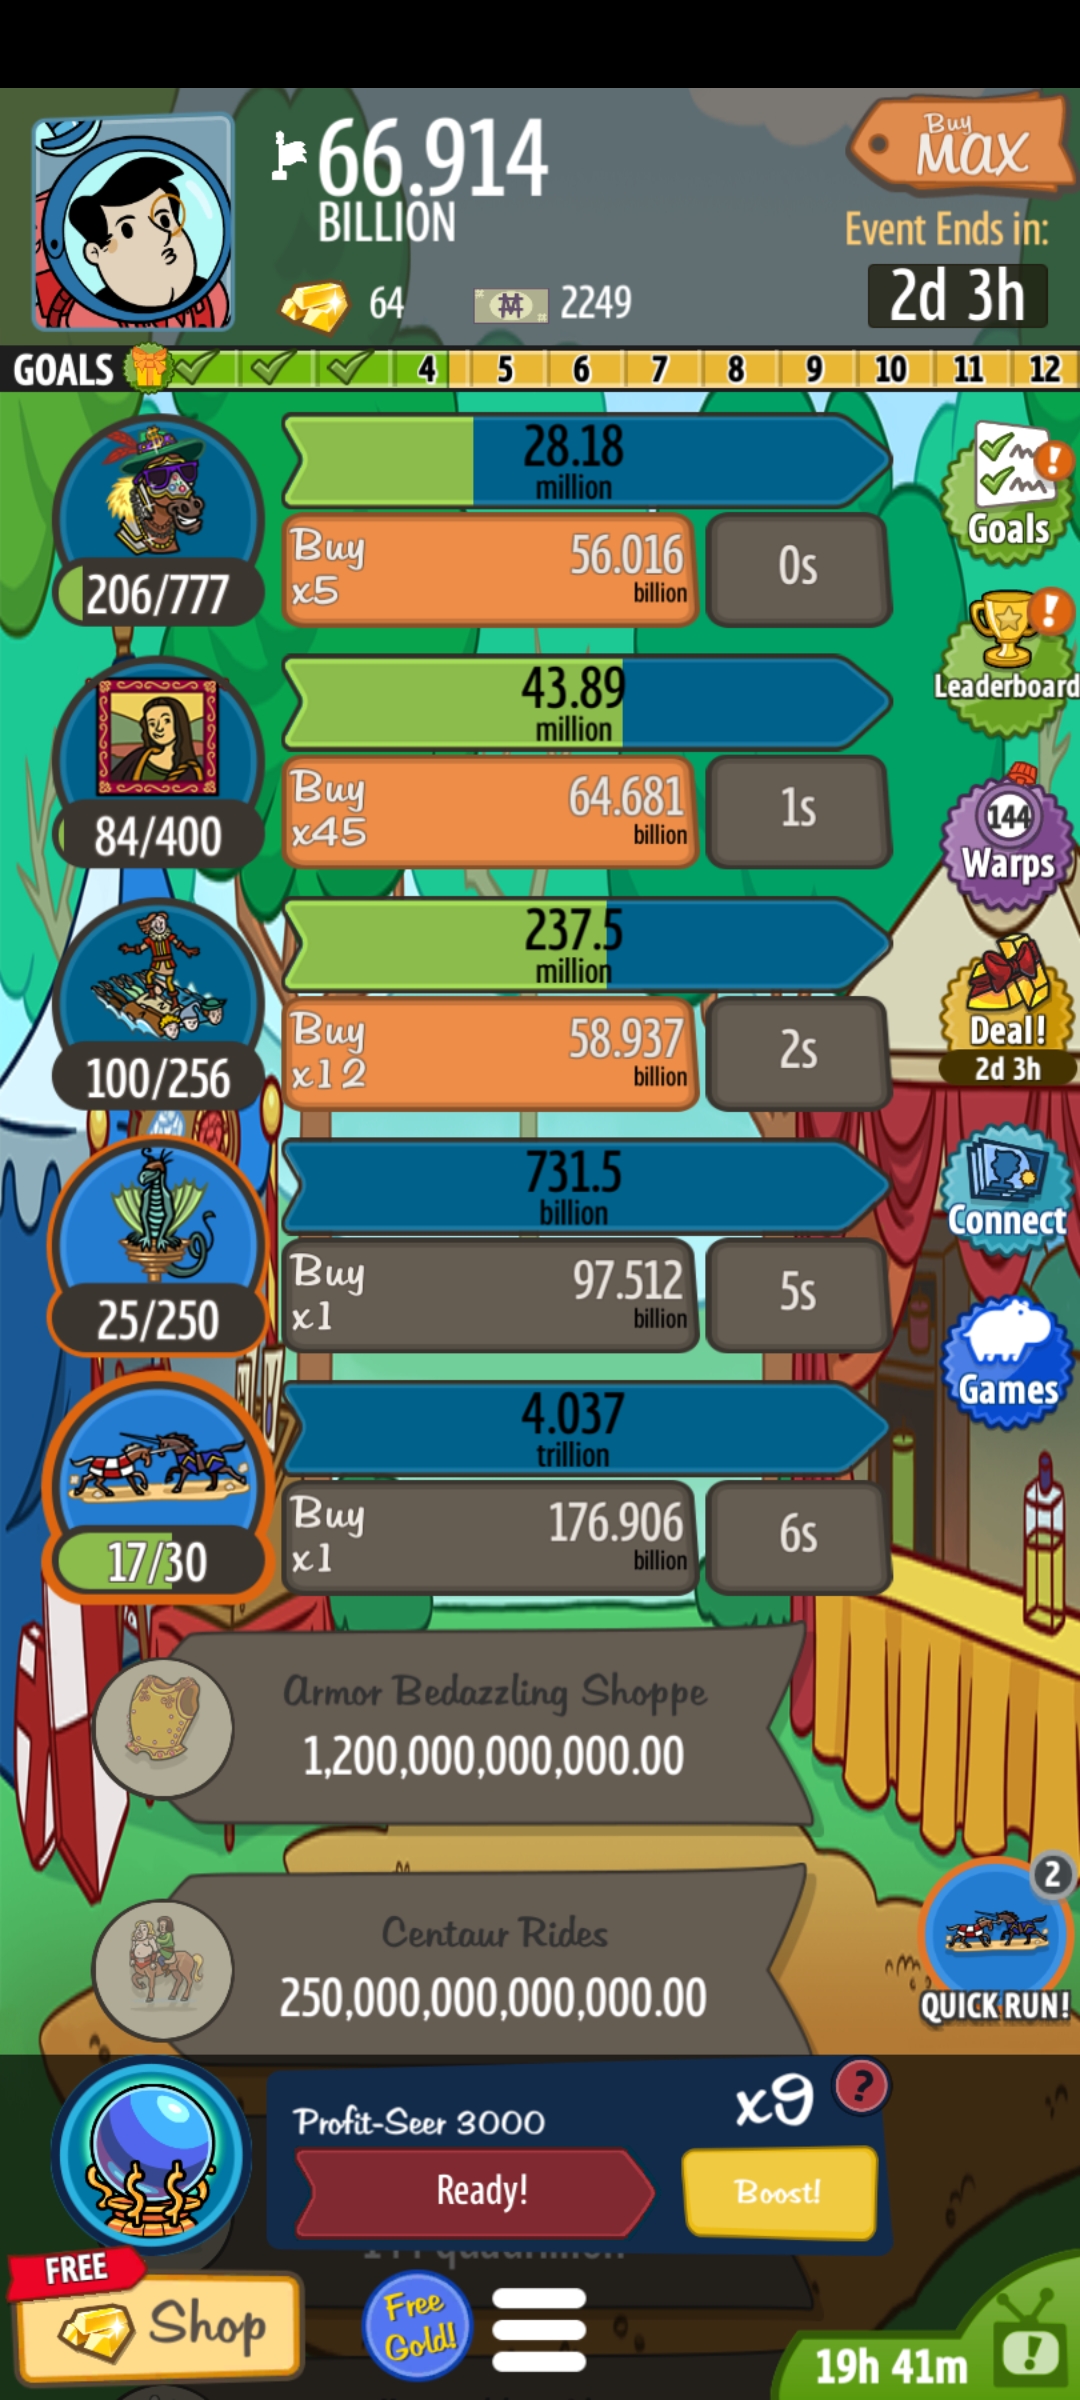 66.914
BILLION
Buy
MAX
Event Ends in:
2d 3h
64
2249
GOALS
4 5 6 7 8 9 10 11 12
28.18
million
Buy
x5
56.016
billion
0s
206/777
Goals
Leaderboard
43.89
million
Buy
x45
64.681
billion
1s
84/400
144
Warps
237.5
million
Buy
x12
58.937
billion
2s
100/256
Deal!
2d 3h
731.5
billion
Buy
x1
97.512
billion
5s
25/250
Connect
4.037
trillion
Buy
x1
176.906
billion
6s
17/30
Games
Armor Bedazzling Shoppe
1,200,000,000,000.00
Centaur Rides
250,000,000,000,000.00
2
QUICK RUN!
Profit-Seer 3000
x9
?
Ready!
Boost!
FREE
Shop
Free
Gold!
19h 41m